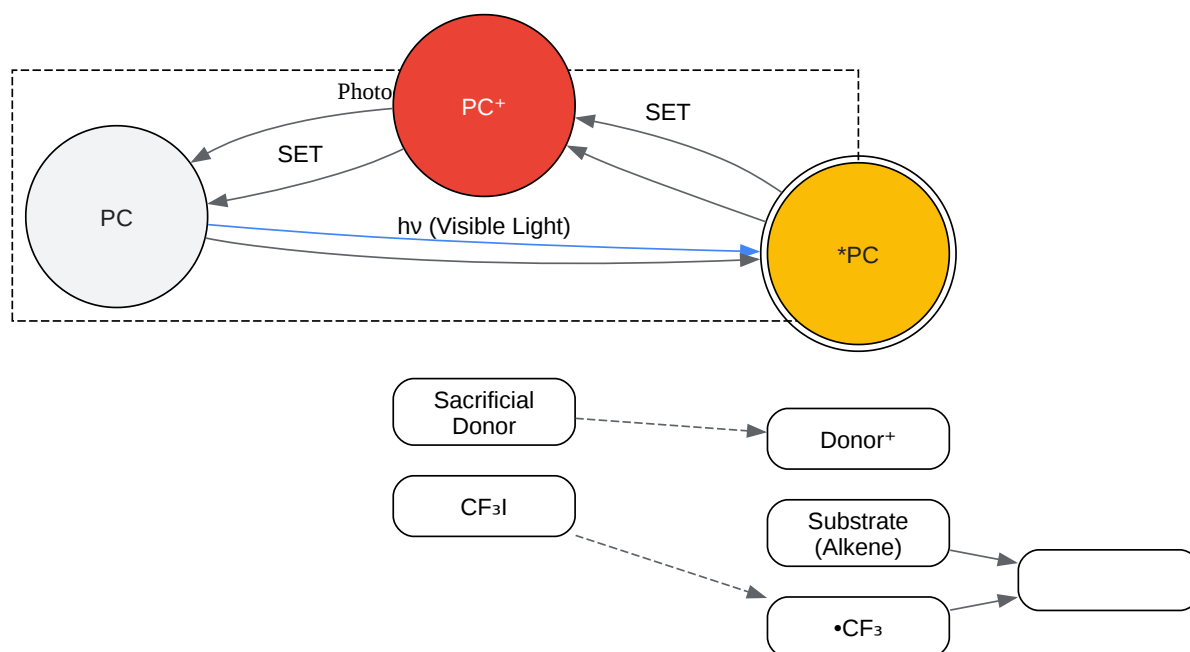 PC⁺
Photo
SET
SET
PC
hν (Visible Light)
*PC
Sacrificial
Donor
Donor⁺
CF₃I
Substrate
(Alkene)
•CF₃